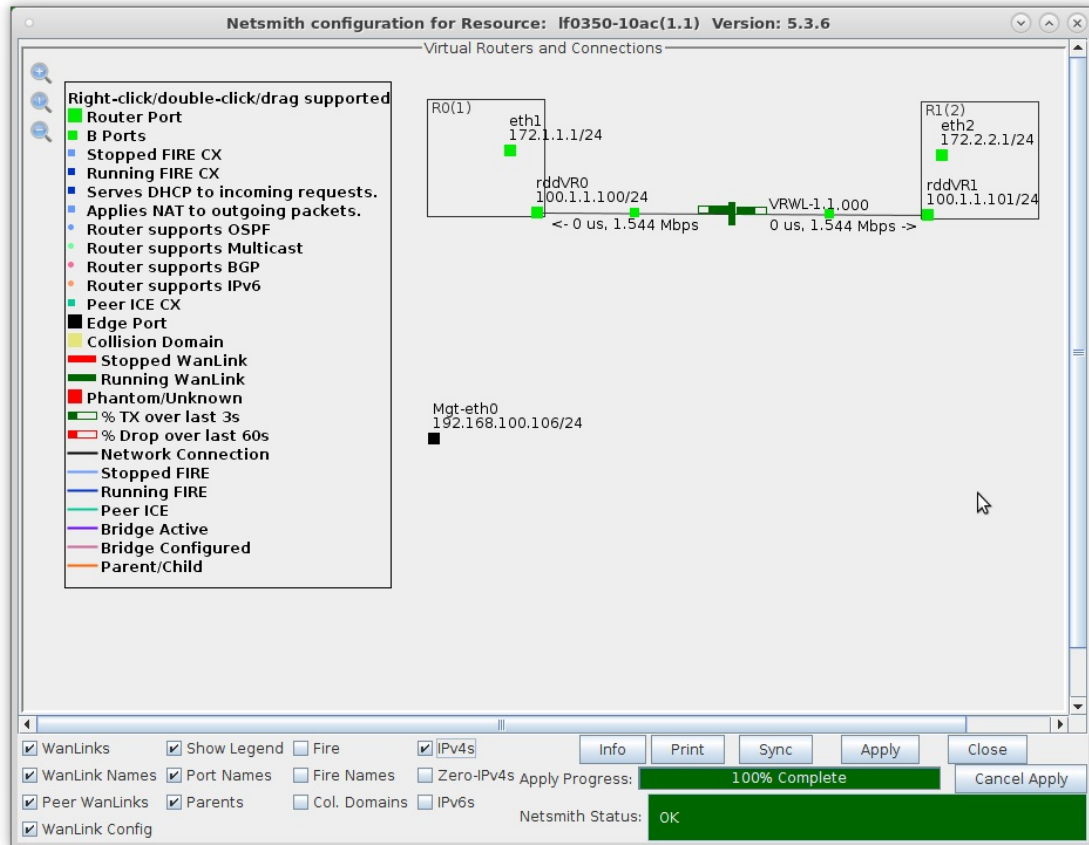 Netsmith configuration for Resource: lf0350-10ac(1.1) Version: 5.3.6
Virtual Routers and Connections
Right-click/double-click/drag supported
Router Port
B Ports
Stopped FIRE CX
Running FIRE CX
Serves DHCP to incoming requests.
Applies NAT to outgoing packets.
Router supports OSPF
Router supports Multicast
Router supports BGP
Router supports IPv6
Peer ICE CX
Edge Port
Collision Domain
Stopped WanLink
Running WanLink
Phantom/Unknown
% TX over last 3s
% Drop over last 60s
Network Connection
Stopped FIRE
Running FIRE
Peer ICE
Bridge Active
Bridge Configured
Parent/Child
R0(1)
eth1
172.1.1.1/24
rddVR0
100.1.1.100/24
<- 0 us, 1.544 Mbps
VRWL-1.1.000
0 us, 1.544 Mbps ->
R1(2)
eth2
172.2.2.1/24
rddVR1
100.1.1.101/24
Mgt-eth0
192.168.100.106/24
WanLinks Show Legend Fire IPv4s Info Print Sync Apply Close
WanLink Names Port Names Fire Names Zero-IPv4s Apply Progress: 100% Complete Cancel Apply
Peer WanLinks Parents Col. Domains IPv6s Netsmith Status: OK
WanLink Config